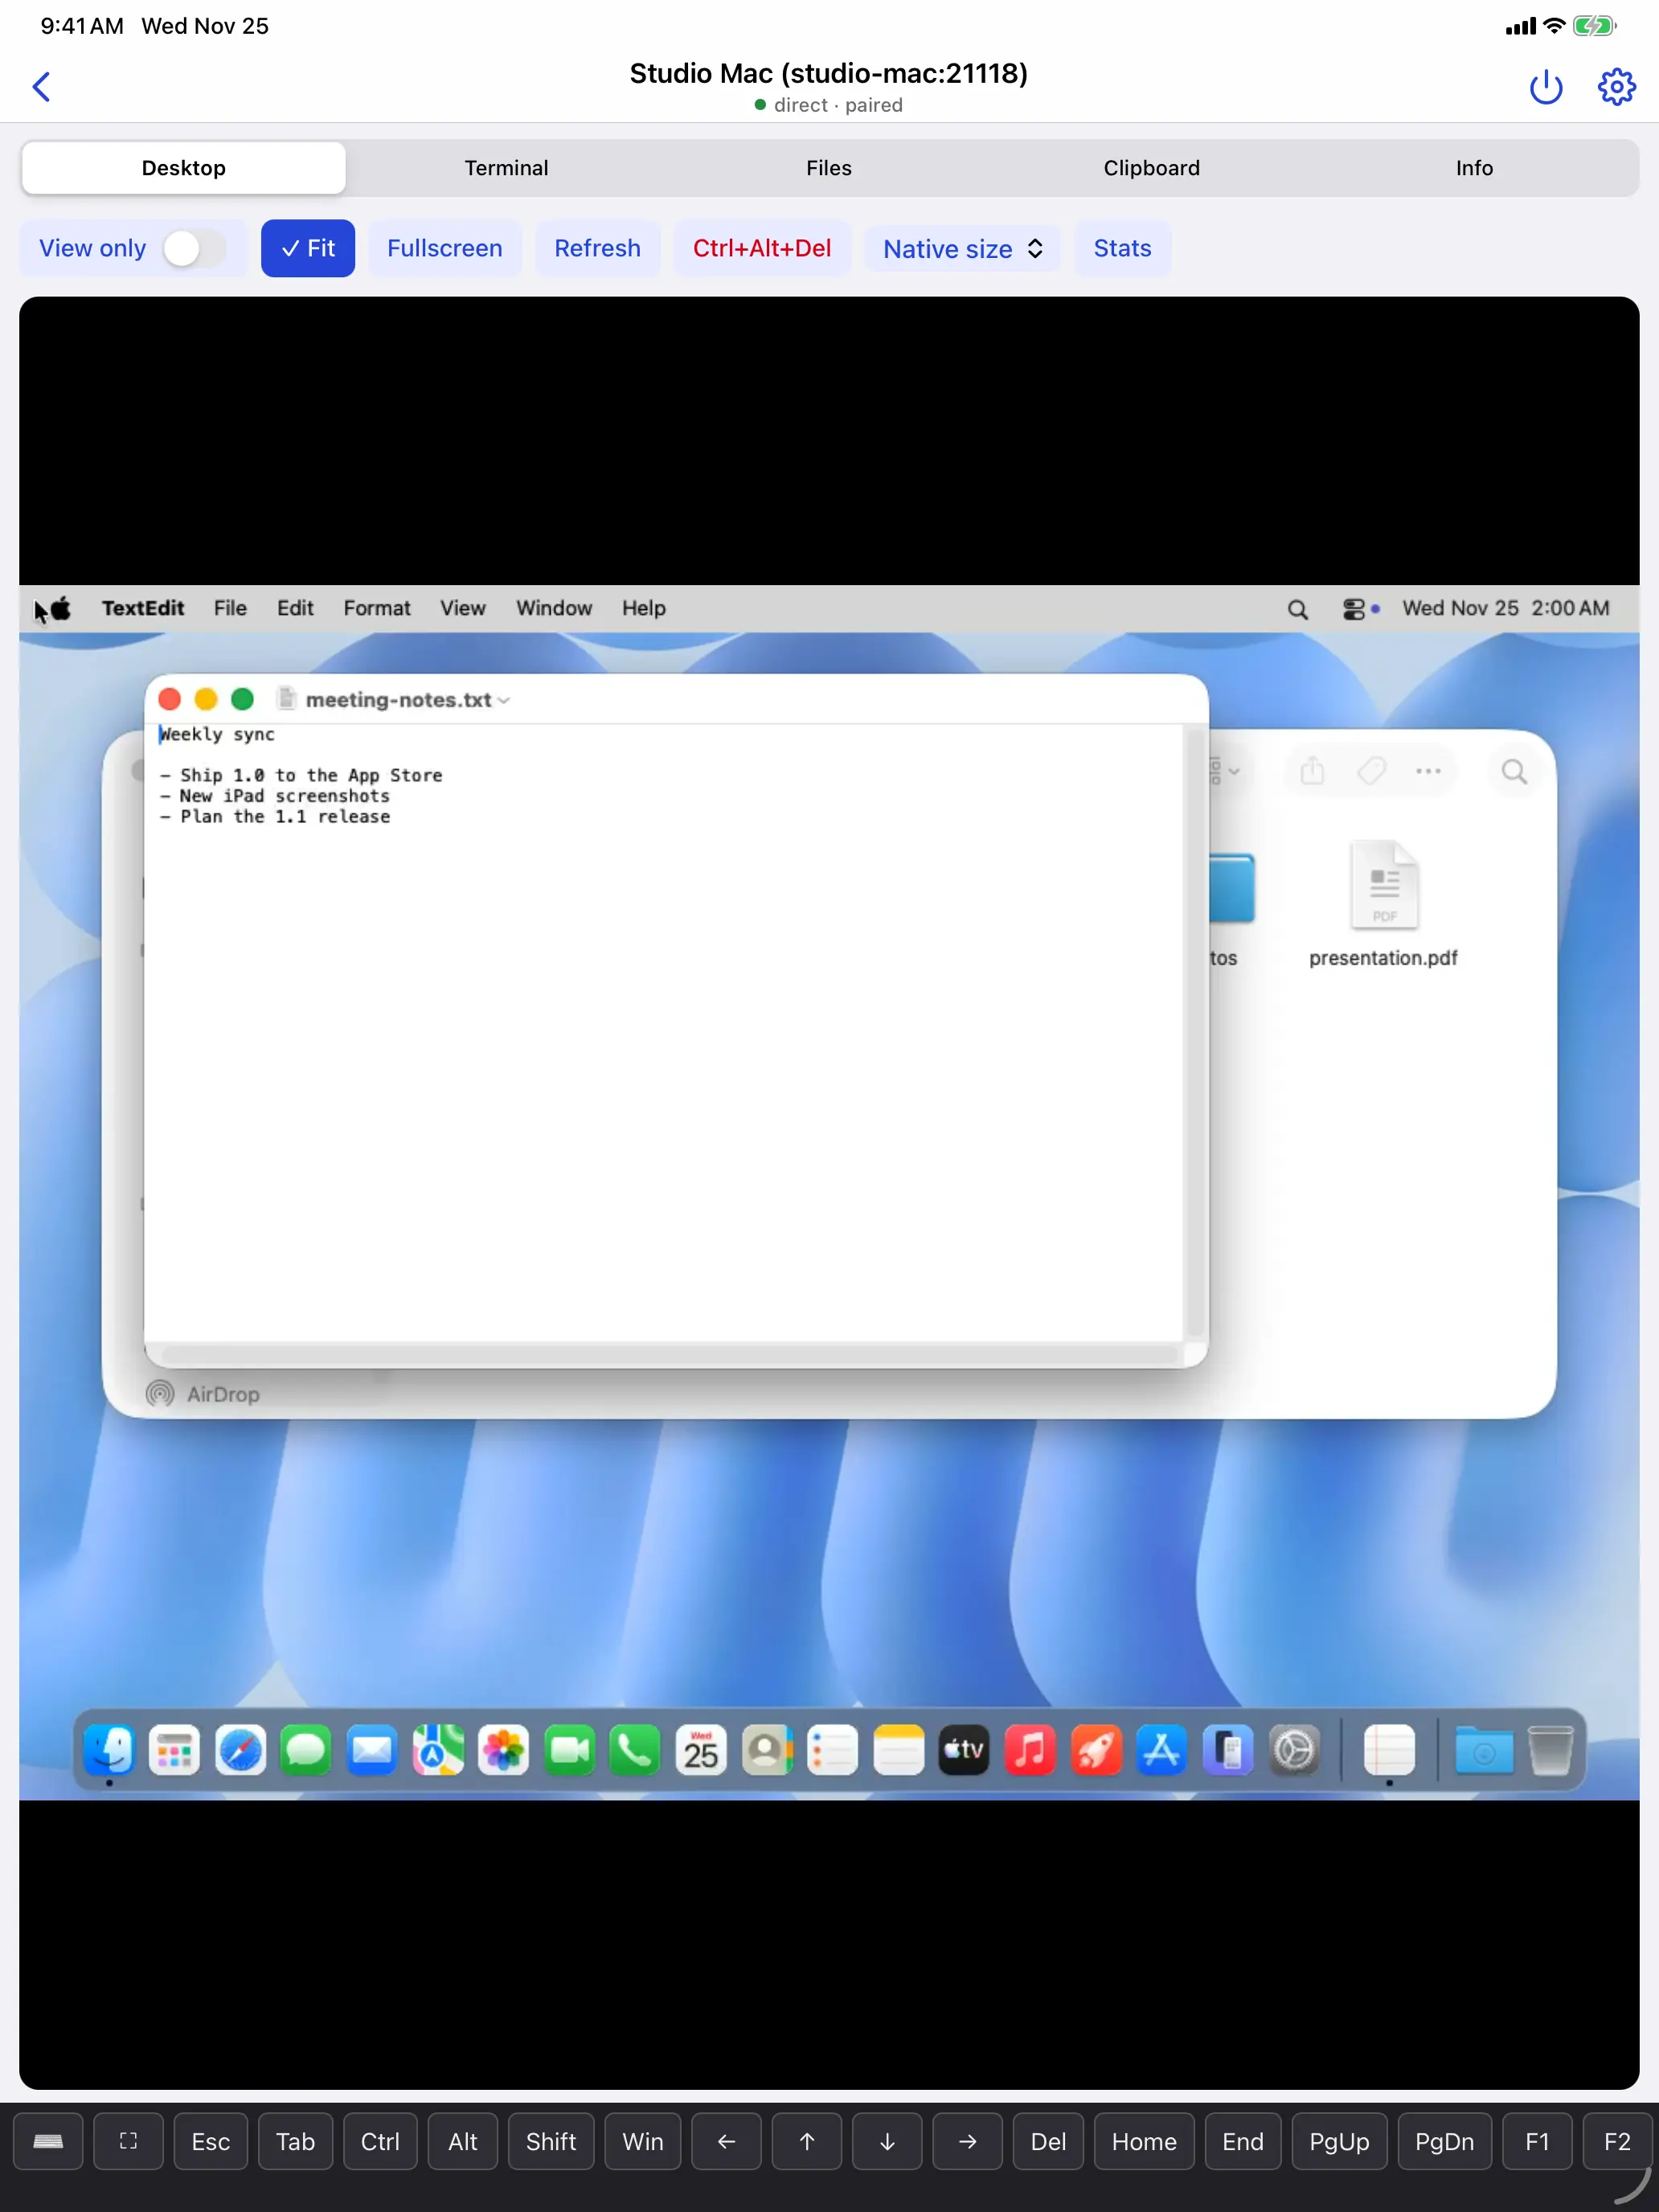 9:41 AM Wed Nov 25
Studio Mac (studio-mac:21118)
direct · paired
Desktop Terminal Files Clipboard Info
View only ✓ Fit Fullscreen Refresh Ctrl+Alt+Del Native size Stats
TextEdit File Edit Format View Window Help Wed Nov 25 2:00 AM
meeting-notes.txt
Weekly sync
- Ship 1.0 to the App Store
- New iPad screenshots
- Plan the 1.1 release
PDF
tos presentation.pdf
AirDrop
Wed
25
tv
Esc Tab Ctrl Alt Shift Win ← ↑ ↓ → Del Home End PgUp PgDn F1 F2